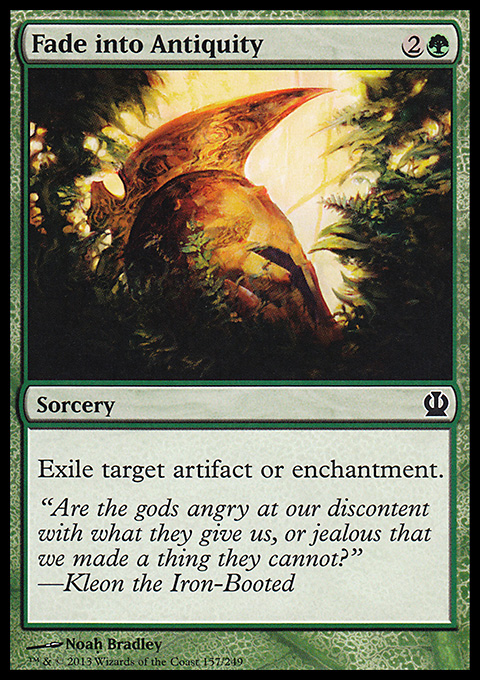 Fade into Antiquity 2
Sorcery
Exile target artifact or enchantment.
“Are the gods angry at our discontent
with what they give us, or jealous that
we made a thing they cannot?”
—Kleon the Iron-Booted
Noah Bradley
™ & © 2013 Wizards of the Coast 157/249